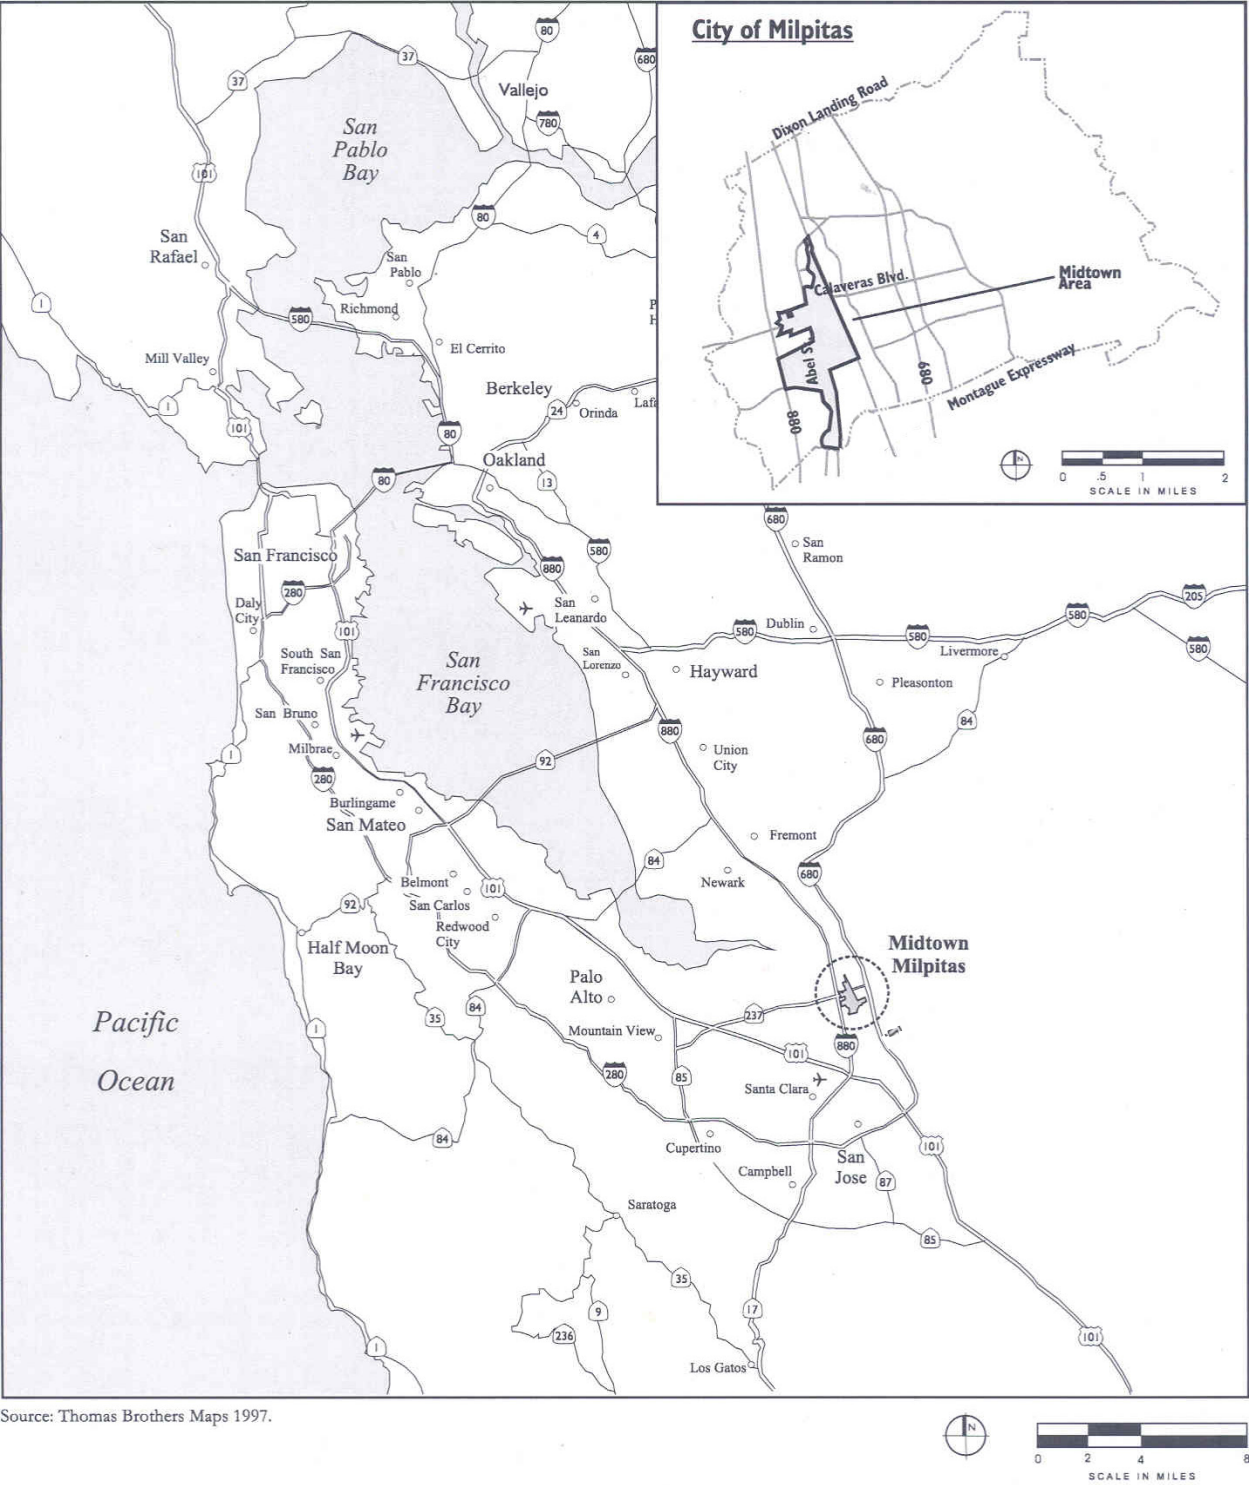 City of Milpitas
Dixon Landing Road
Calaveras Blvd.
Midtown
Area
Abel S
680
Montague Expressway
880
N
0 .5 1 2
SCALE IN MILES
80
37
37
680
Vallejo
780
San
Pablo
Bay
101
80
San
Rafael
4
San
Pablo
1
Richmond
580
P
H
El Cerrito
Mill Valley
Berkeley
Lafa
1
24
Orinda
101
80
Oakland
80
13
680
San
Ramon
San Francisco
580
880
280
205
Daly
City
San
Leanardo
580
Dublin
101
580
580
580
Livermore
South San
Francisco
San
Lorenzo
San
Francisco
Bay
Hayward
Pleasonton
San Bruno
84
880
680
Milbrae
1
Union
City
92
280
Burlingame
San Mateo
Fremont
84
680
Belmont
101
Newark
92
San Carlos
Redwood
City
Half Moon
Bay
Midtown
Milpitas
Palo
Alto
84
35
237
Pacific
Ocean
1
Mountain View
880
101
280
85
Santa Clara
84
Cupertino
101
San
Jose
Campbell
87
Saratoga
85
35
9
17
236
101
1
Los Gatos
Source: Thomas Brothers Maps 1997.
N
0 2 4 8
SCALE IN MILES